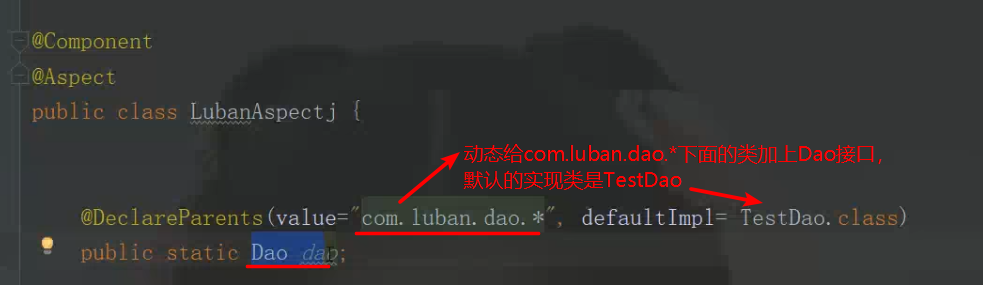 @Component
@Aspect
public class LubanAspectj {
动态给com.luban.dao.*下面的类加上Dao接口,
默认的实现类是TestDao
@DeclareParents(value="com.luban.dao.*", defaultImpl= TestDao.class)
public static Dao dao;